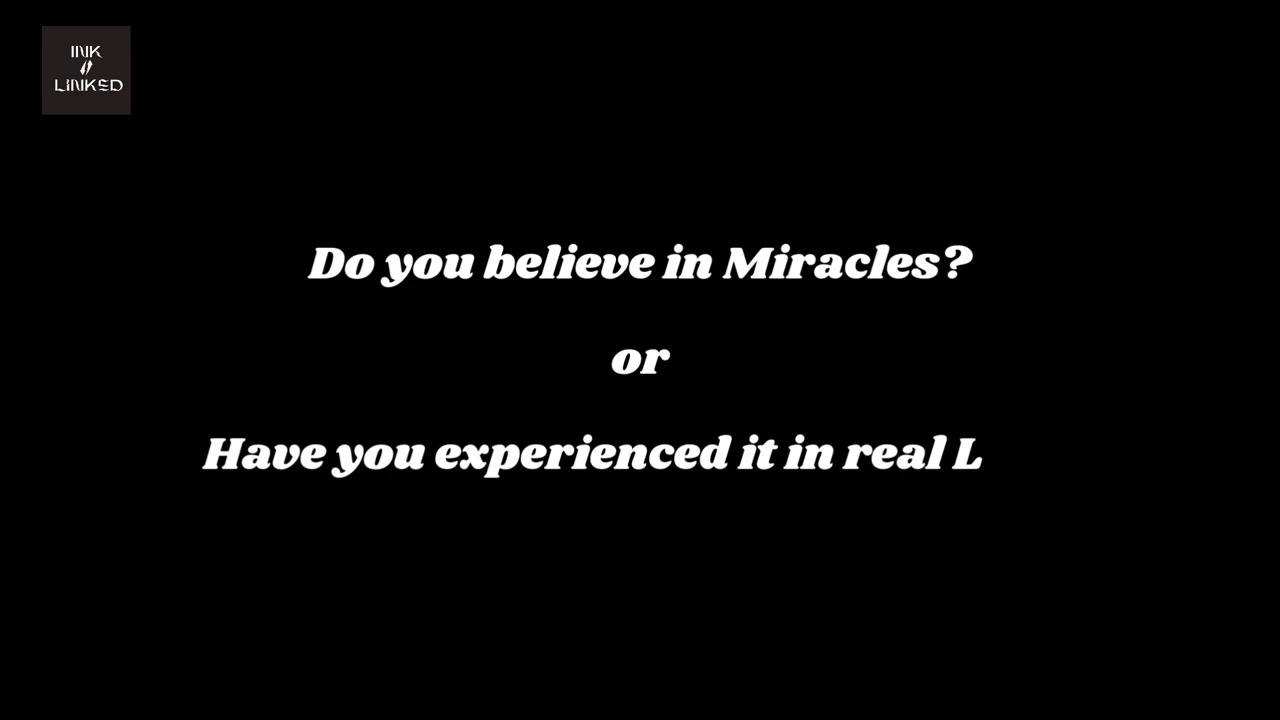 INK
LINKED
Do you believe in Miracles?
or
Have you experienced it in real L